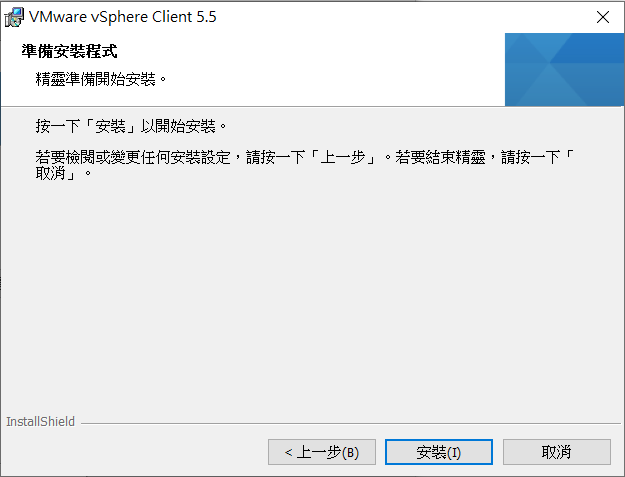 VMware vSphere Client 5.5
準備安裝程式
精靈準備開始安裝。
按一下「安裝」以開始安裝。
若要檢閱或變更任何安裝設定，請按一下「上一步」。若要結束精靈，請按一下「
取消」。
InstallShield
< 上一步(B)
安裝(I)
取消